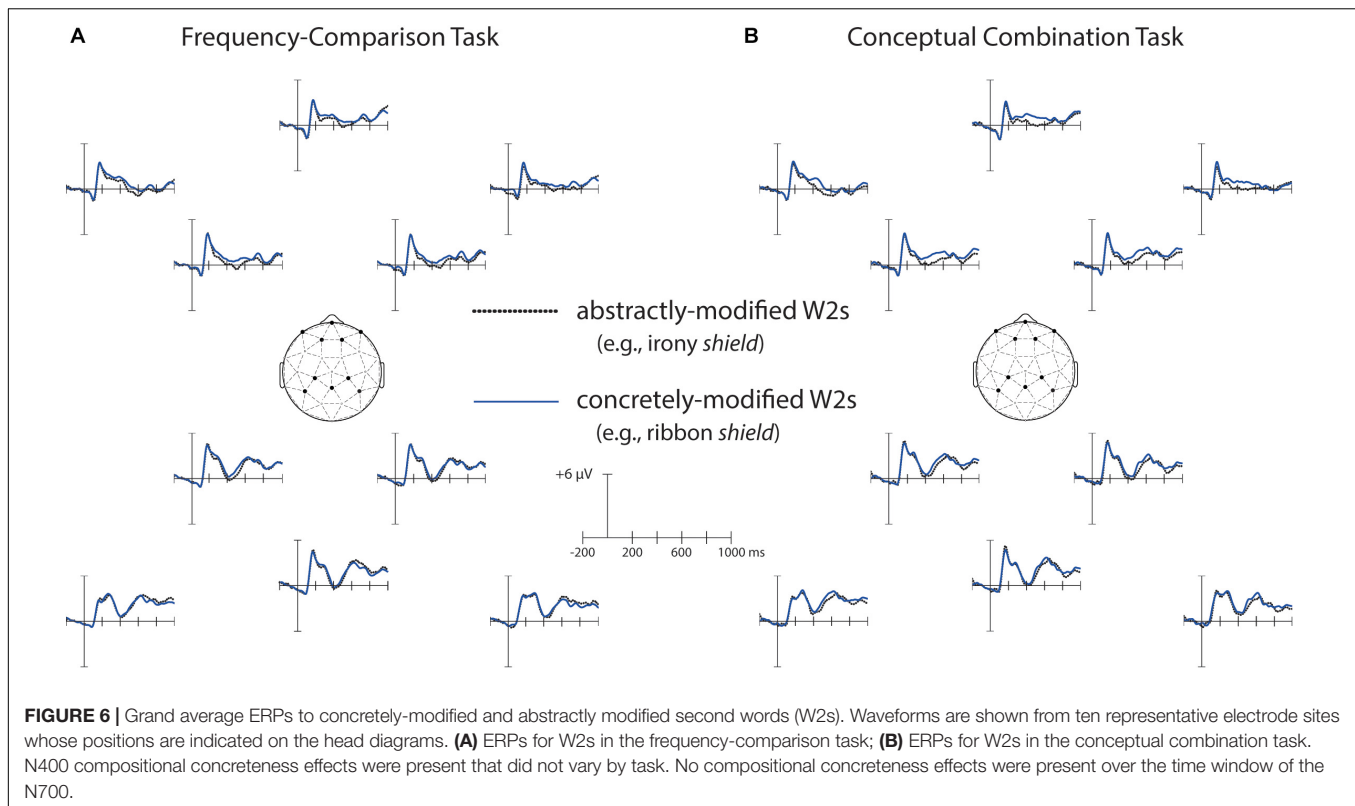 A Frequency-Comparison Task
B Conceptual Combination Task
abstractly-modified W2s
(e.g., irony shield)
concretely-modified W2s
(e.g., ribbon shield)
+6 µV
-200 200 600 1000 ms
FIGURE 6 | Grand average ERPs to concretely-modified and abstractly modified second words (W2s). Waveforms are shown from ten representative electrode sites
whose positions are indicated on the head diagrams. (A) ERPs for W2s in the frequency-comparison task; (B) ERPs for W2s in the conceptual combination task.
N400 compositional concreteness effects were present that did not vary by task. No compositional concreteness effects were present over the time window of the
N700.